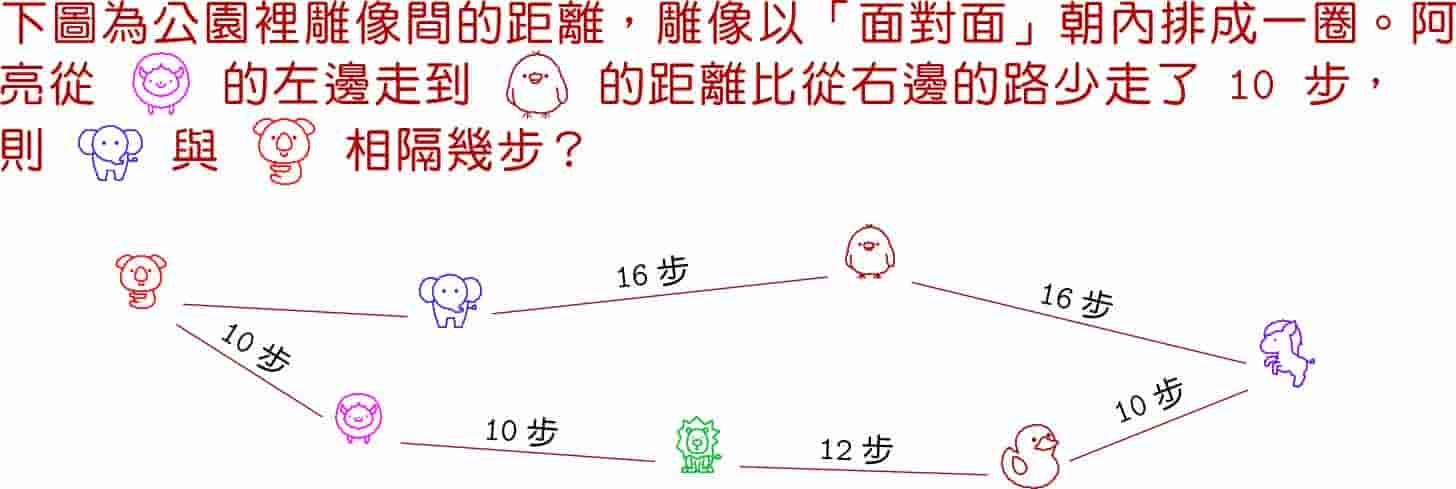 下圖為公園裡雕像間的距離，雕像以「面對面」朝內排成一圈。阿
亮從 的左邊走到 的距離比從右邊的路少走了 10 步，
則 與 相隔幾步？
16 步
16 步
10 步
10 步
10 步
12 步